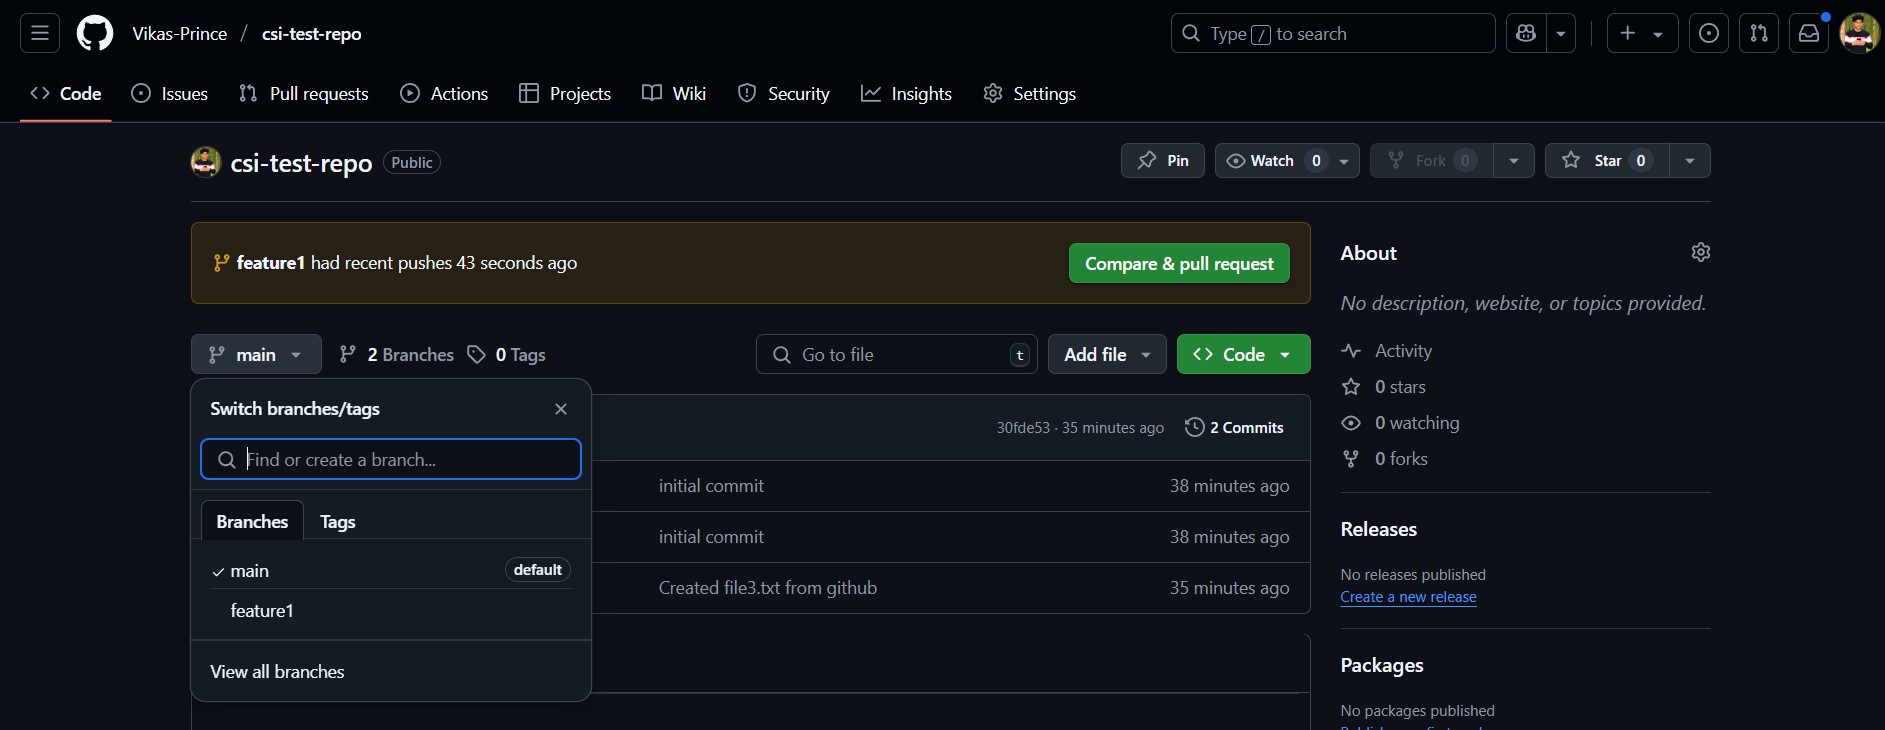 Vikas-Prince / csi-test-repo
Type / to search
Code Issues Pull requests Actions Projects Wiki Security Insights Settings
csi-test-repo Public
Pin Watch 0 Fork 0 Star 0
feature1 had recent pushes 43 seconds ago
Compare & pull request
main 2 Branches 0 Tags
Go to file t Add file Code
Switch branches/tags
Find or create a branch...
Branches Tags
main default
feature1
View all branches
30fde53 · 35 minutes ago 2 Commits
initial commit 38 minutes ago
initial commit 38 minutes ago
Created file3.txt from github 35 minutes ago
About
No description, website, or topics provided.
Activity
0 stars
0 watching
0 forks
Releases
No releases published
Create a new release
Packages
No packages published